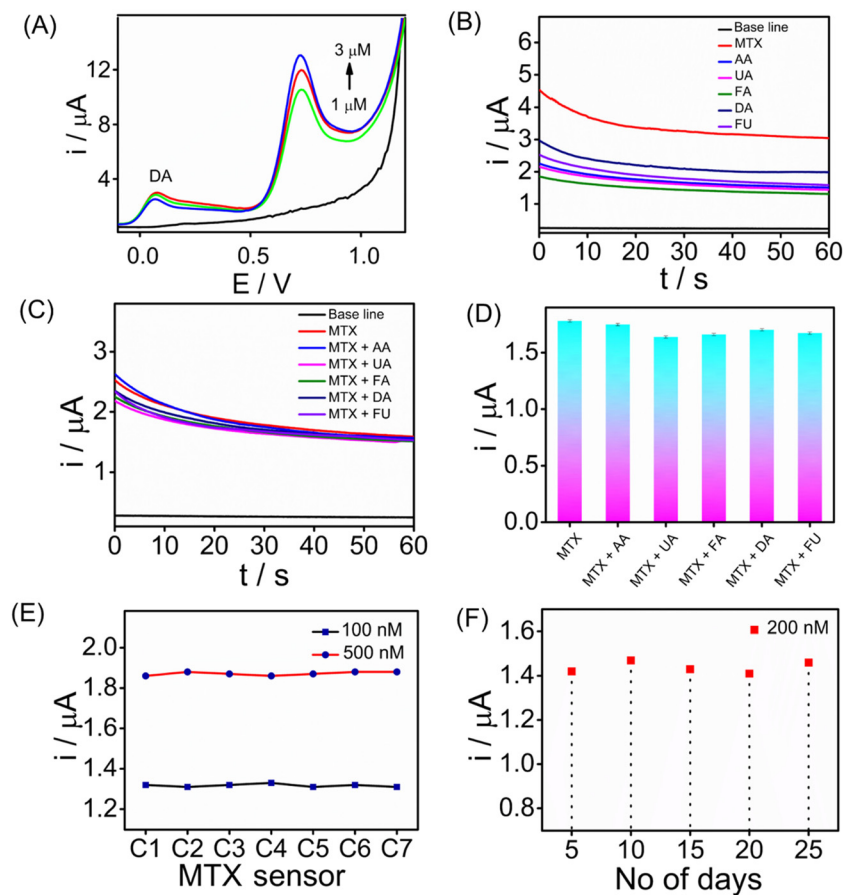 (A)
12
8
4
i / μA
DA
3 μM
1 μM
0.0 0.5 1.0
E / V
(B)
6
5
4
3
2
1
i / μA
Base line
MTX
AA
UA
FA
DA
FU
0 10 20 30 40 50 60
t / s
(C)
3
2
1
i / μA
Base line
MTX
MTX + AA
MTX + UA
MTX + FA
MTX + DA
MTX + FU
0 10 20 30 40 50 60
t / s
(D)
1.5
1.0
0.5
0.0
i / μA
MTX
MTX + AA
MTX + UA
MTX + FA
MTX + DA
MTX + FU
(E)
2.0
1.8
1.6
1.4
1.2
i / μA
100 nM
500 nM
C1 C2 C3 C4 C5 C6 C7
MTX sensor
(F)
1.6
1.4
1.2
1.0
0.8
i / μA
200 nM
5 10 15 20 25
No of days